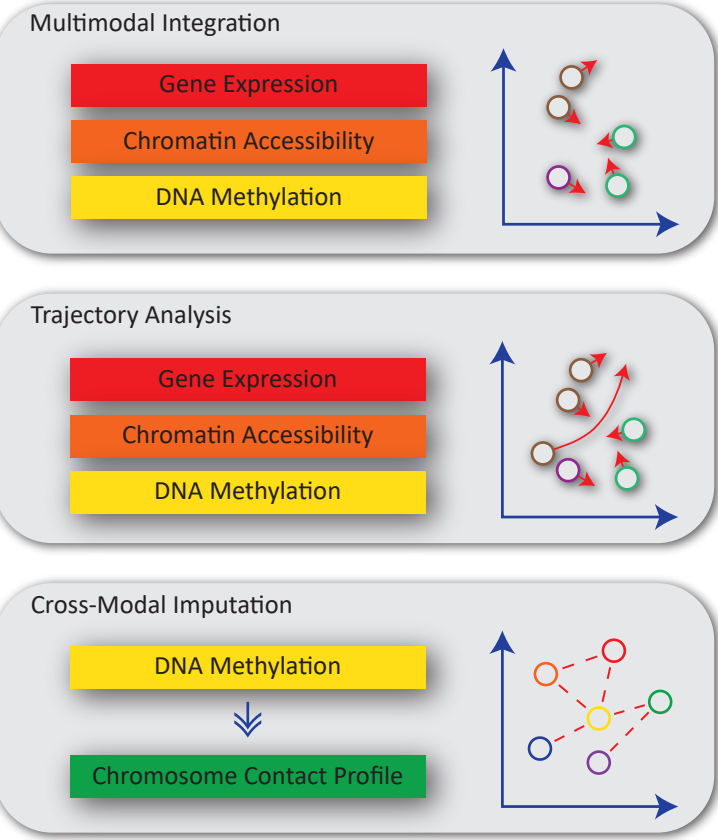 Multimodal Integration
Gene Expression
Chromatin Accessibility
DNA Methylation
Trajectory Analysis
Gene Expression
Chromatin Accessibility
DNA Methylation
Cross-Modal Imputation
DNA Methylation
Chromosome Contact Profile